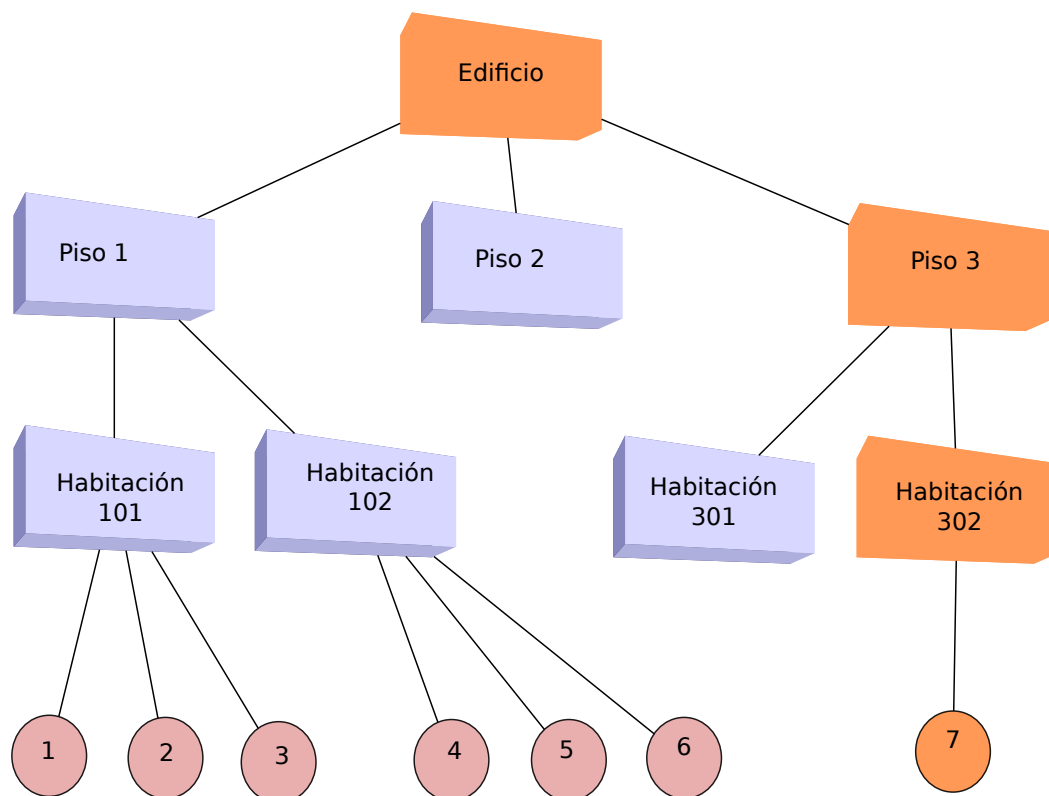 Edificio
Piso 1
Piso 2
Piso 3
Habitación
101
Habitación
102
Habitación
301
Habitación
302
1
2
3
4
5
6
7